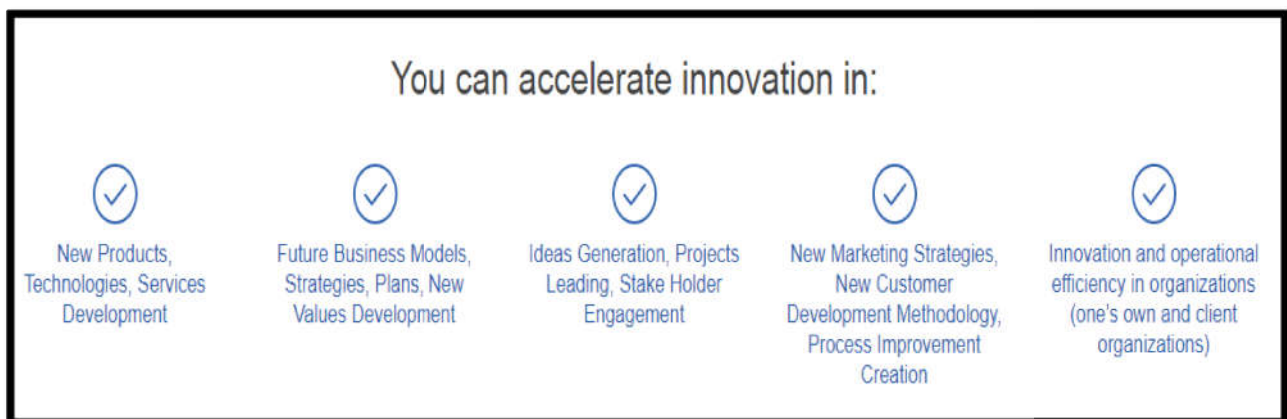 You can accelerate innovation in:
New Products,
Technologies, Services
Development
Future Business Models,
Strategies, Plans, New
Values Development
Ideas Generation, Projects
Leading, Stake Holder
Engagement
New Marketing Strategies,
New Customer
Development Methodology,
Process Improvement
Creation
Innovation and operational
efficiency in organizations
(one's own and client
organizations)